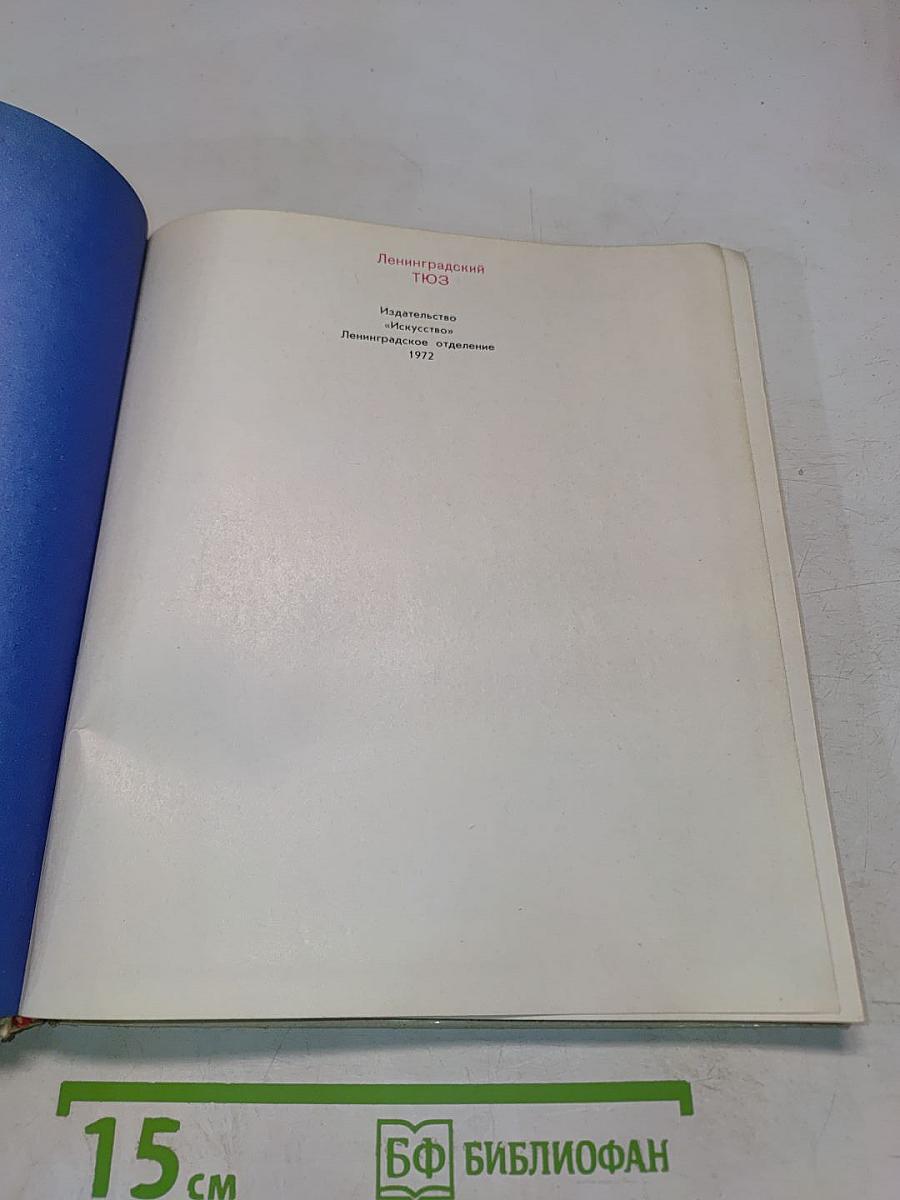 Ленинградский
ТЮЗ
Издательство
«Искусство»
Ленинградское отделение
1972
15 см
БФ БИБЛИОФАН